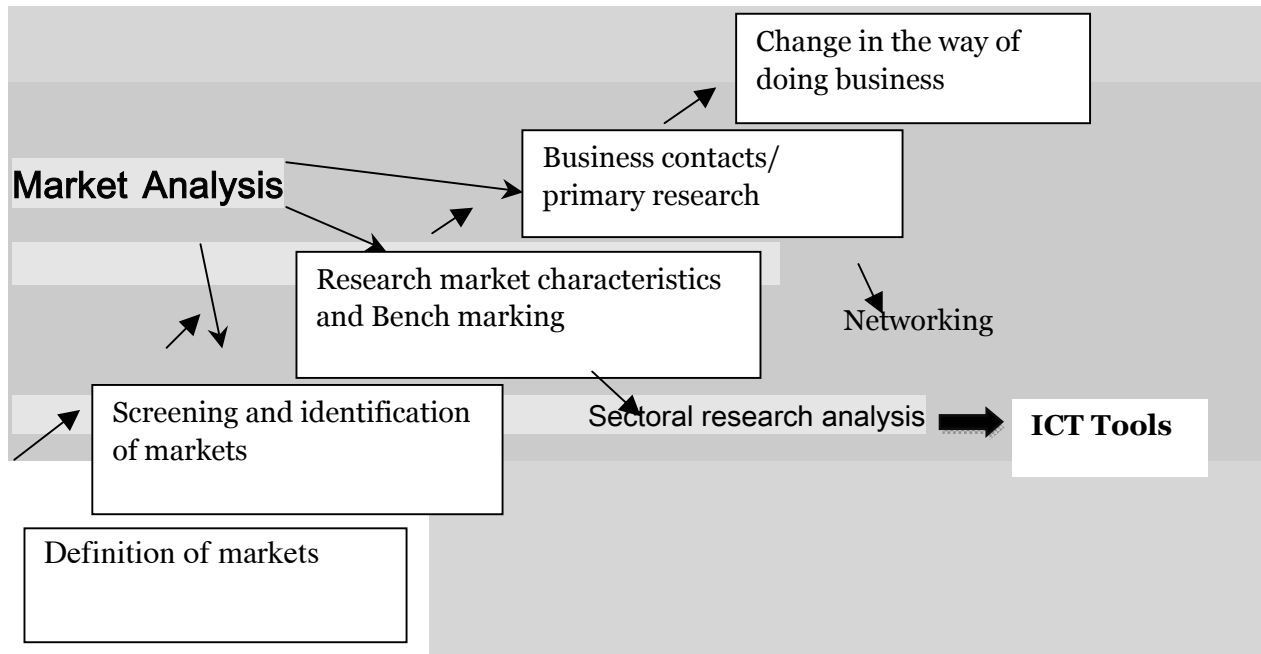 Change in the way of
doing business
Business contacts/
primary research
Market Analysis
Research market characteristics
and Bench marking
Networking
Screening and identification
of markets
Sectoral research analysis
ICT Tools
Definition of markets